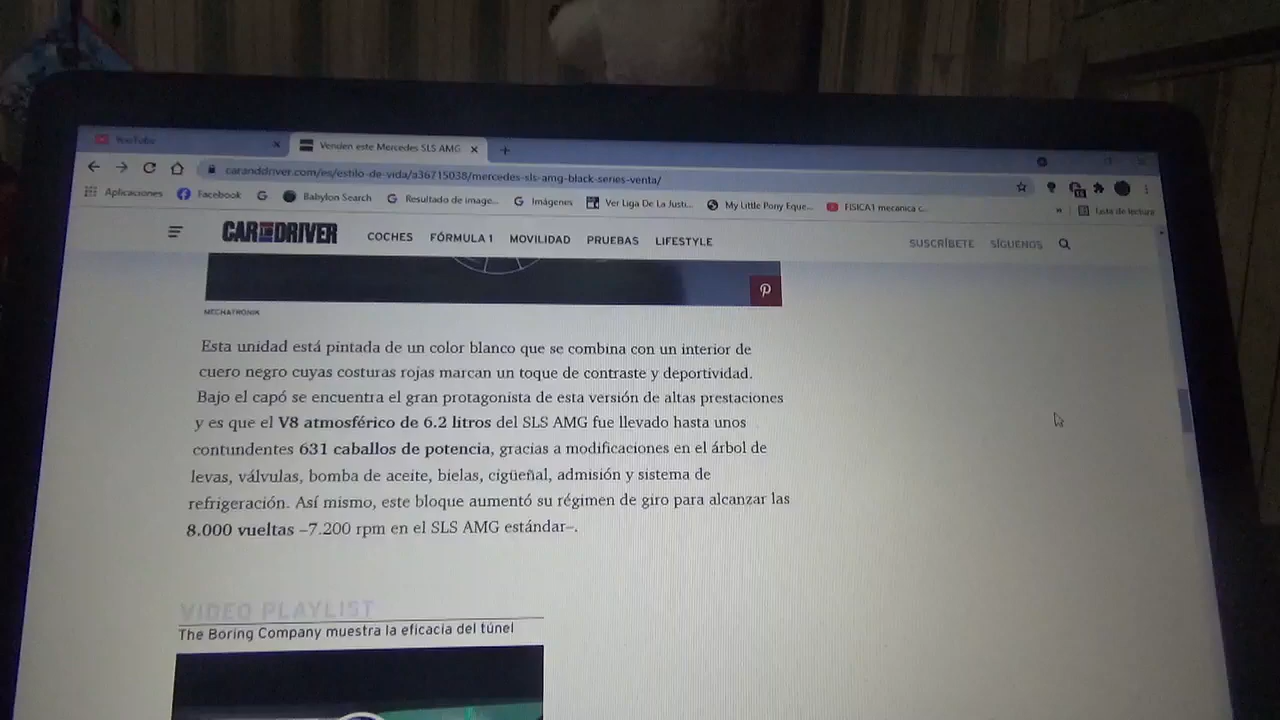 YouTube
Venden este Mercedes SLS AMG
caranddriver.com/es/estilo-de-vida/a36715038/mercedes-sls-amg-black-series-venta/
Aplicaciones Facebook Babylon Search Resultado de image... Imágenes Ver Liga De La Justi... My Little Pony Eque... FISICA1 mecanica c... » Lista de lectura
CAR AND DRIVER COCHES FÓRMULA 1 MOVILIDAD PRUEBAS LIFESTYLE SUSCRÍBETE SÍGUENOS
MECHATRONIK
Esta unidad está pintada de un color blanco que se combina con un interior de
cuero negro cuyas costuras rojas marcan un toque de contraste y deportividad.
Bajo el capó se encuentra el gran protagonista de esta versión de altas prestaciones
y es que el V8 atmosférico de 6.2 litros del SLS AMG fue llevado hasta unos
contundentes 631 caballos de potencia, gracias a modificaciones en el árbol de
levas, válvulas, bomba de aceite, bielas, cigüeñal, admisión y sistema de
refrigeración. Así mismo, este bloque aumentó su régimen de giro para alcanzar las
8.000 vueltas –7.200 rpm en el SLS AMG estándar–.
VIDEO PLAYLIST
The Boring Company muestra la eficacia del túnel